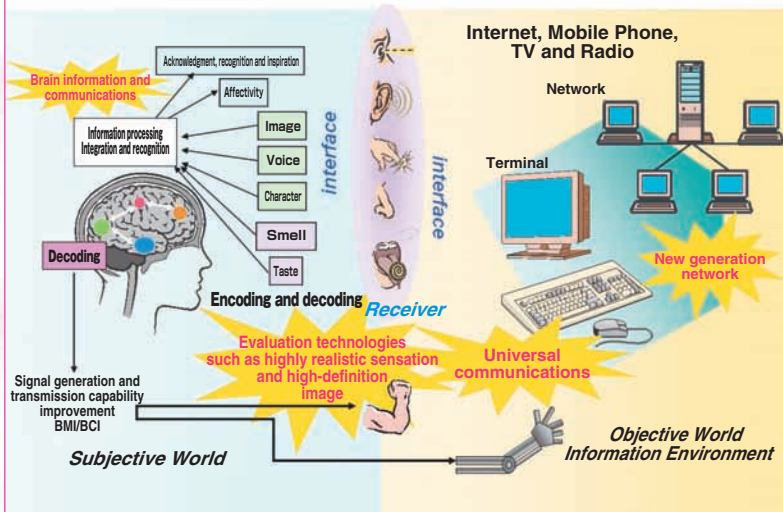 Internet, Mobile Phone,
TV and Radio
Acknowledgment, recognition and inspiration
Brain information and
communications
Affectivity
Information processing
Integration and recognition
Image
Voice
Character
Smell
Taste
interface
interface
Network
Terminal
New generation
network
Decoding
Encoding and decoding
Receiver
Evaluation technologies
such as highly realistic sensation
and high-definition
image
Universal
communications
Signal generation and
transmission capability
improvement
BMI/BCI
Subjective World
Objective World
Information Environment